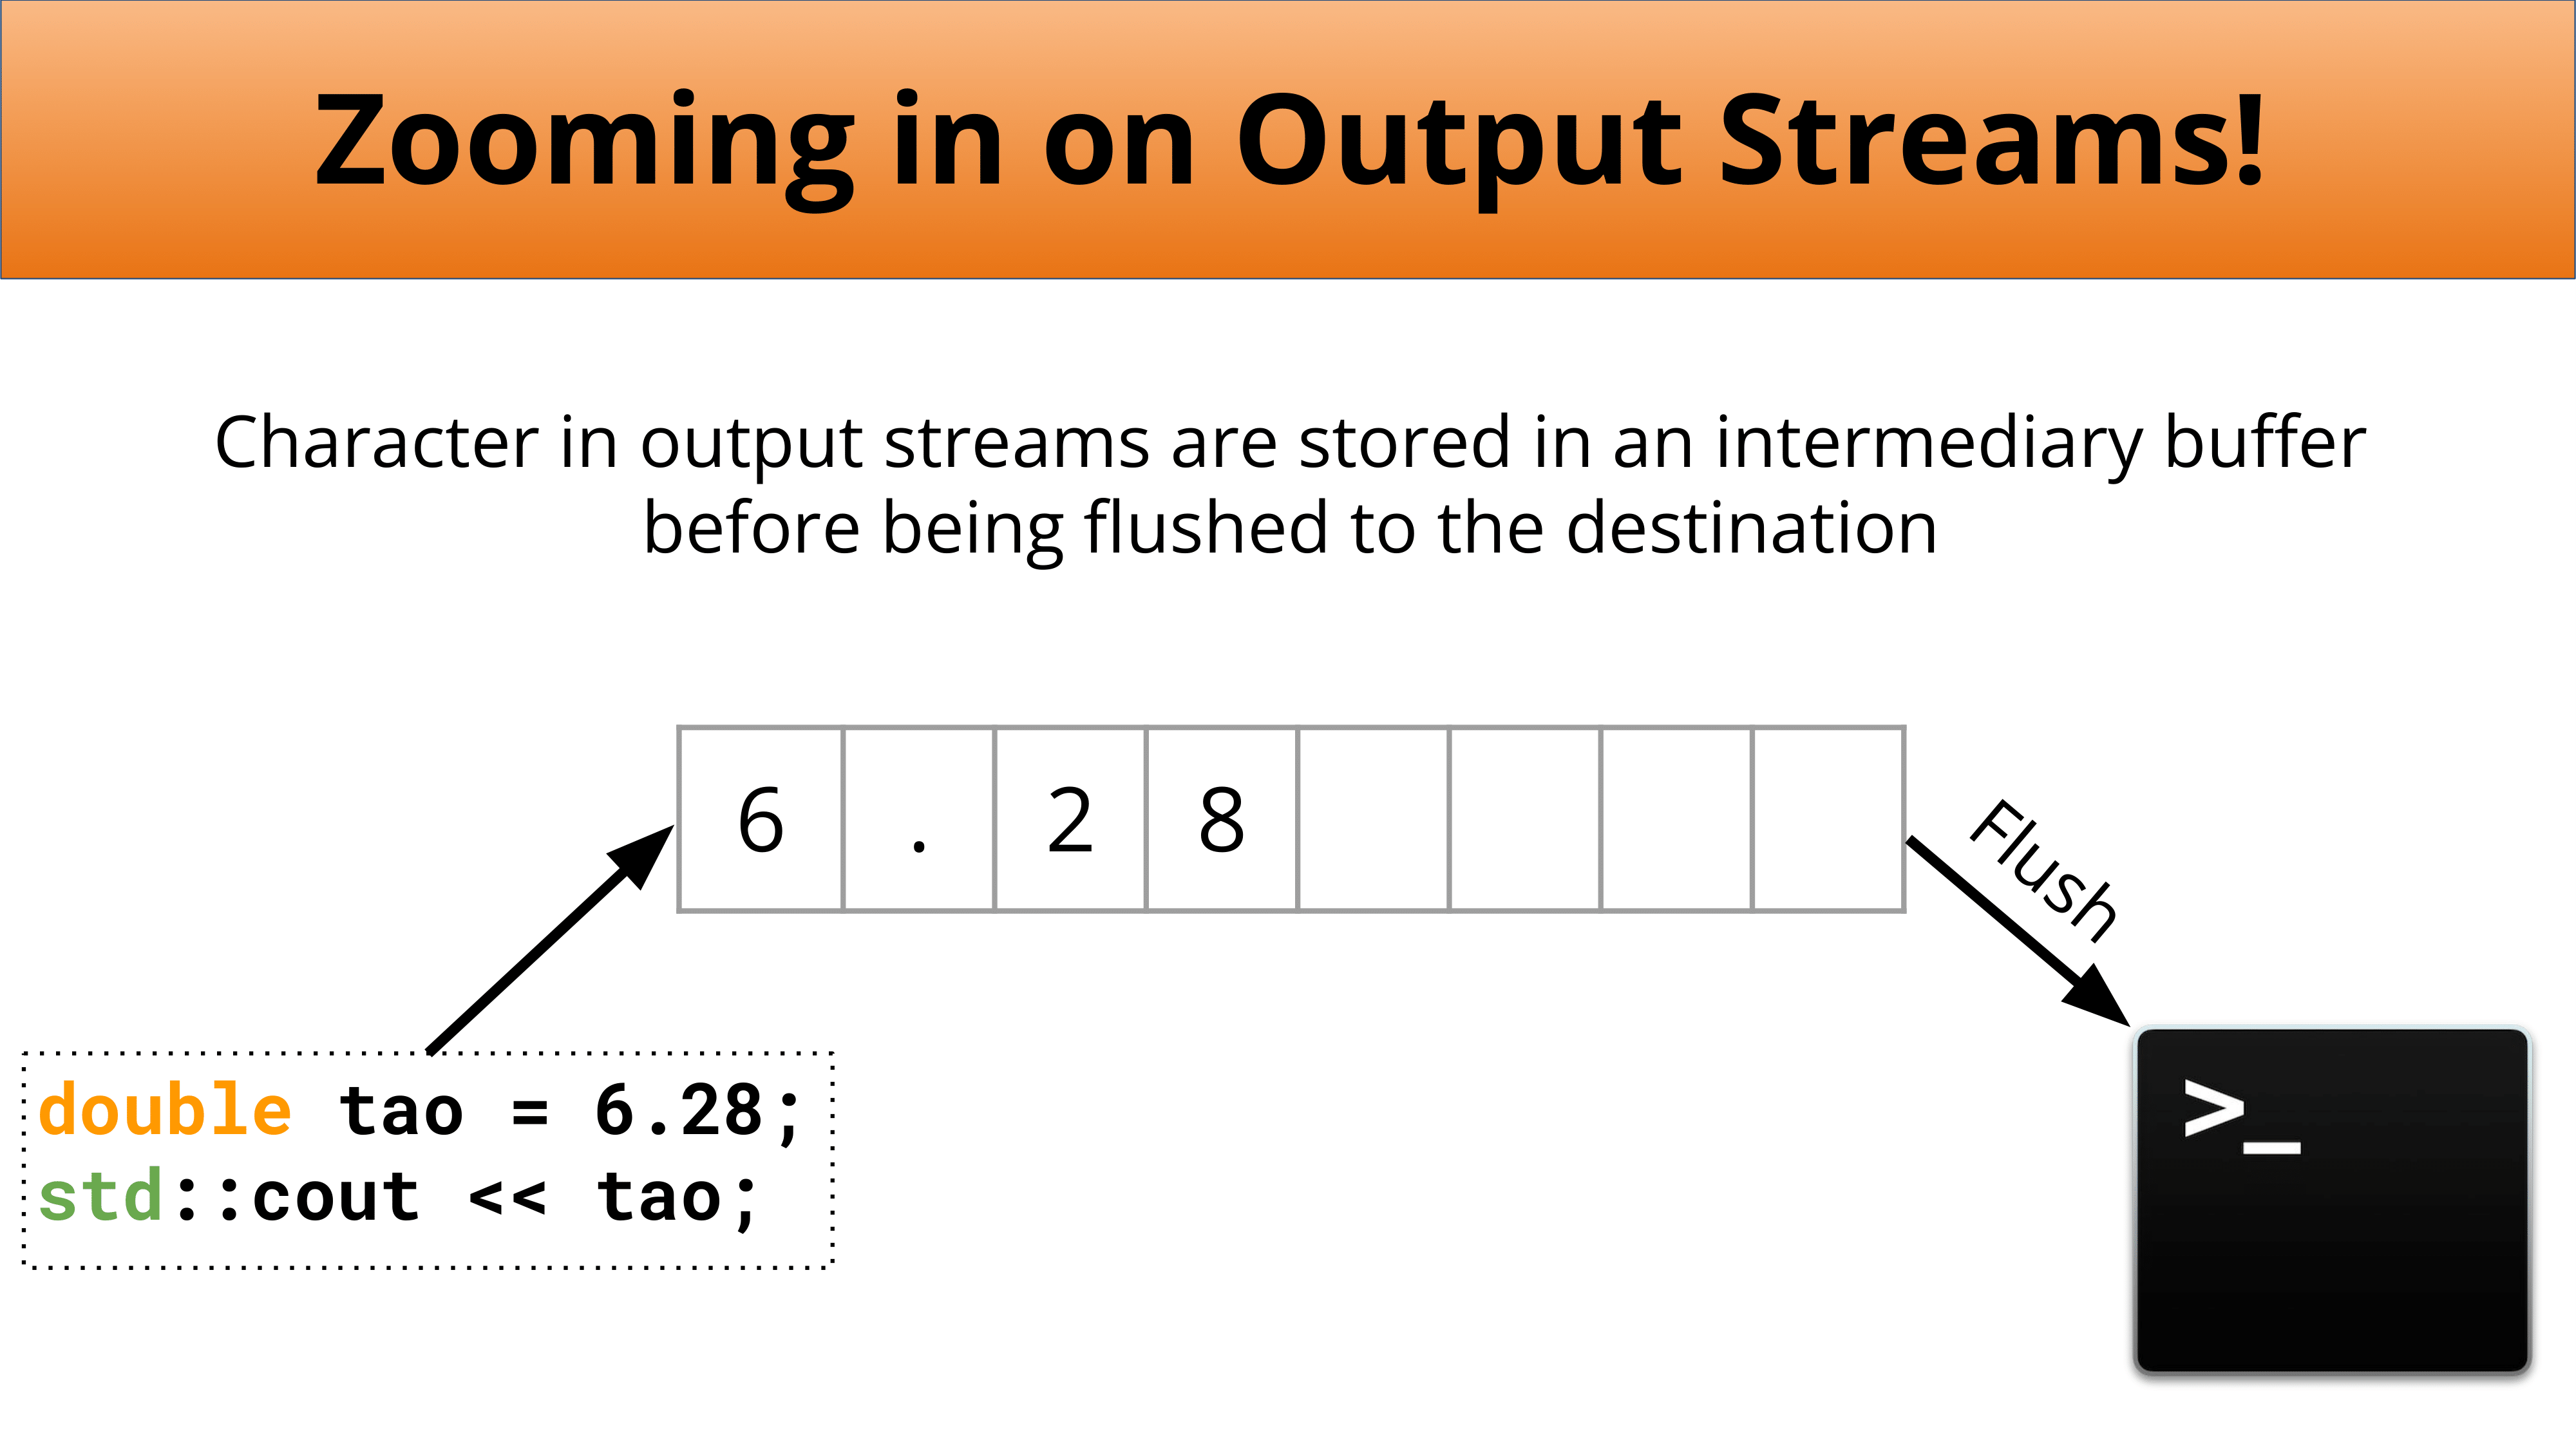 Zooming in on Output Streams!
Character in output streams are stored in an intermediary buffer
before being flushed to the destination
6 . 2 8
Flush
double tao = 6.28;
std::cout << tao;
>_